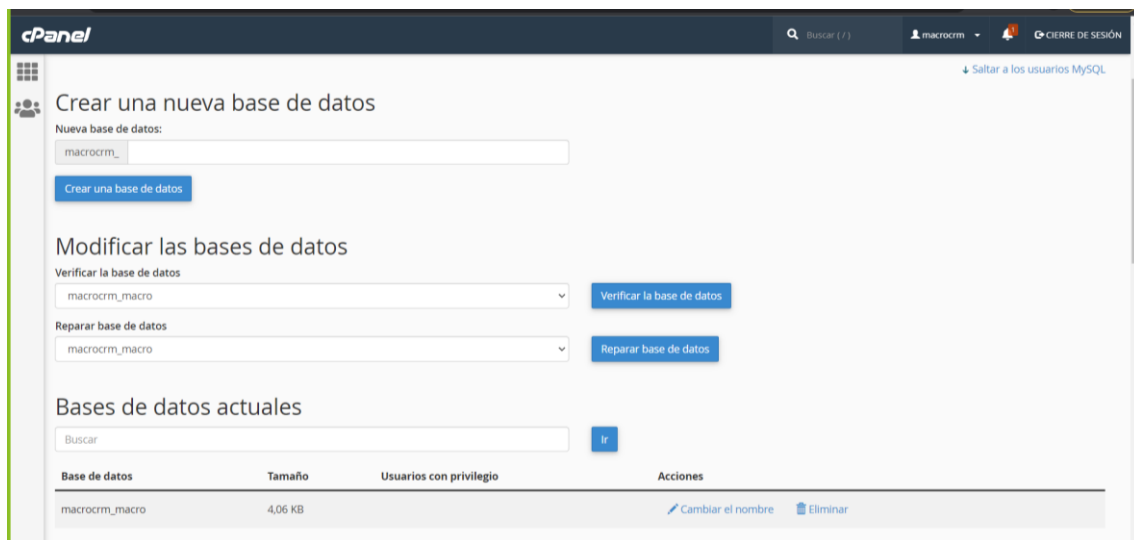 cPanel
Buscar ( / )
macrocrm
1
CIERRE DE SESIÓN
Saltar a los usuarios MySQL
Crear una nueva base de datos
Nueva base de datos:
macrocrm_
Crear una base de datos
Modificar las bases de datos
Verificar la base de datos
macrocrm_macro
Verificar la base de datos
Reparar base de datos
macrocrm_macro
Reparar base de datos
Bases de datos actuales
Buscar
Ir
Base de datos Tamaño Usuarios con privilegio Acciones
macrocrm_macro 4,06 KB Cambiar el nombre Eliminar